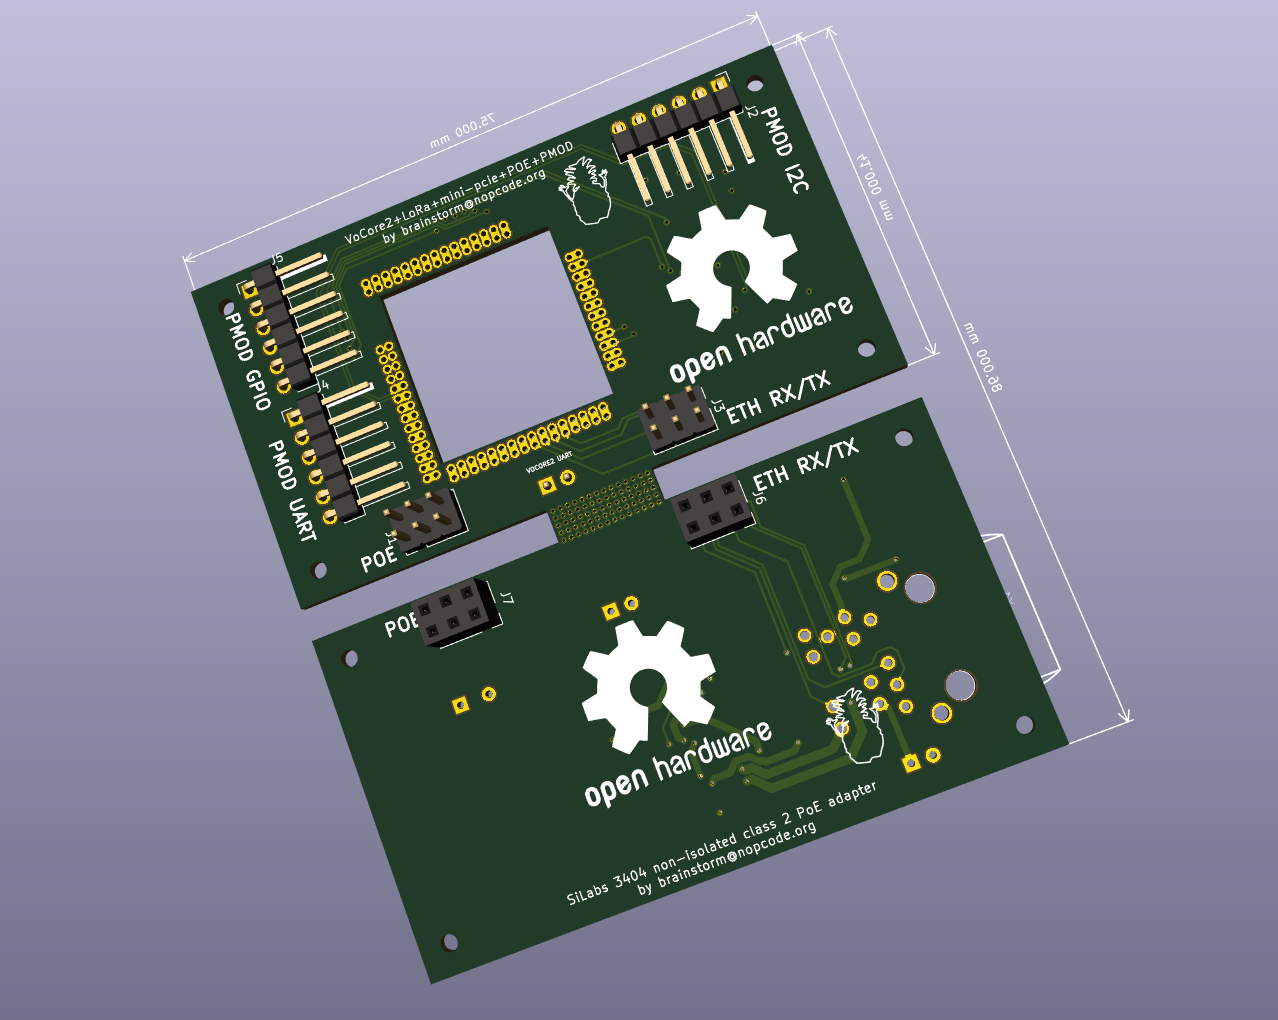 75.000 mm
41.000 mm
96.000 mm
VoCore2+LoRa+mini-pcie+POE+PMOD
by brainstorm@nopcode.org
J2
PMOD I2C
J5
PMOD GPIO
J4
PMOD UART
open hardware
J3
ETH RX/TX
VOCORE2 UART
J1
POE
ETH RX/TX
J6
J7
POE
open hardware
SiLabs 3404 non-isolated class 2 PoE adapter
by brainstorm@nopcode.org